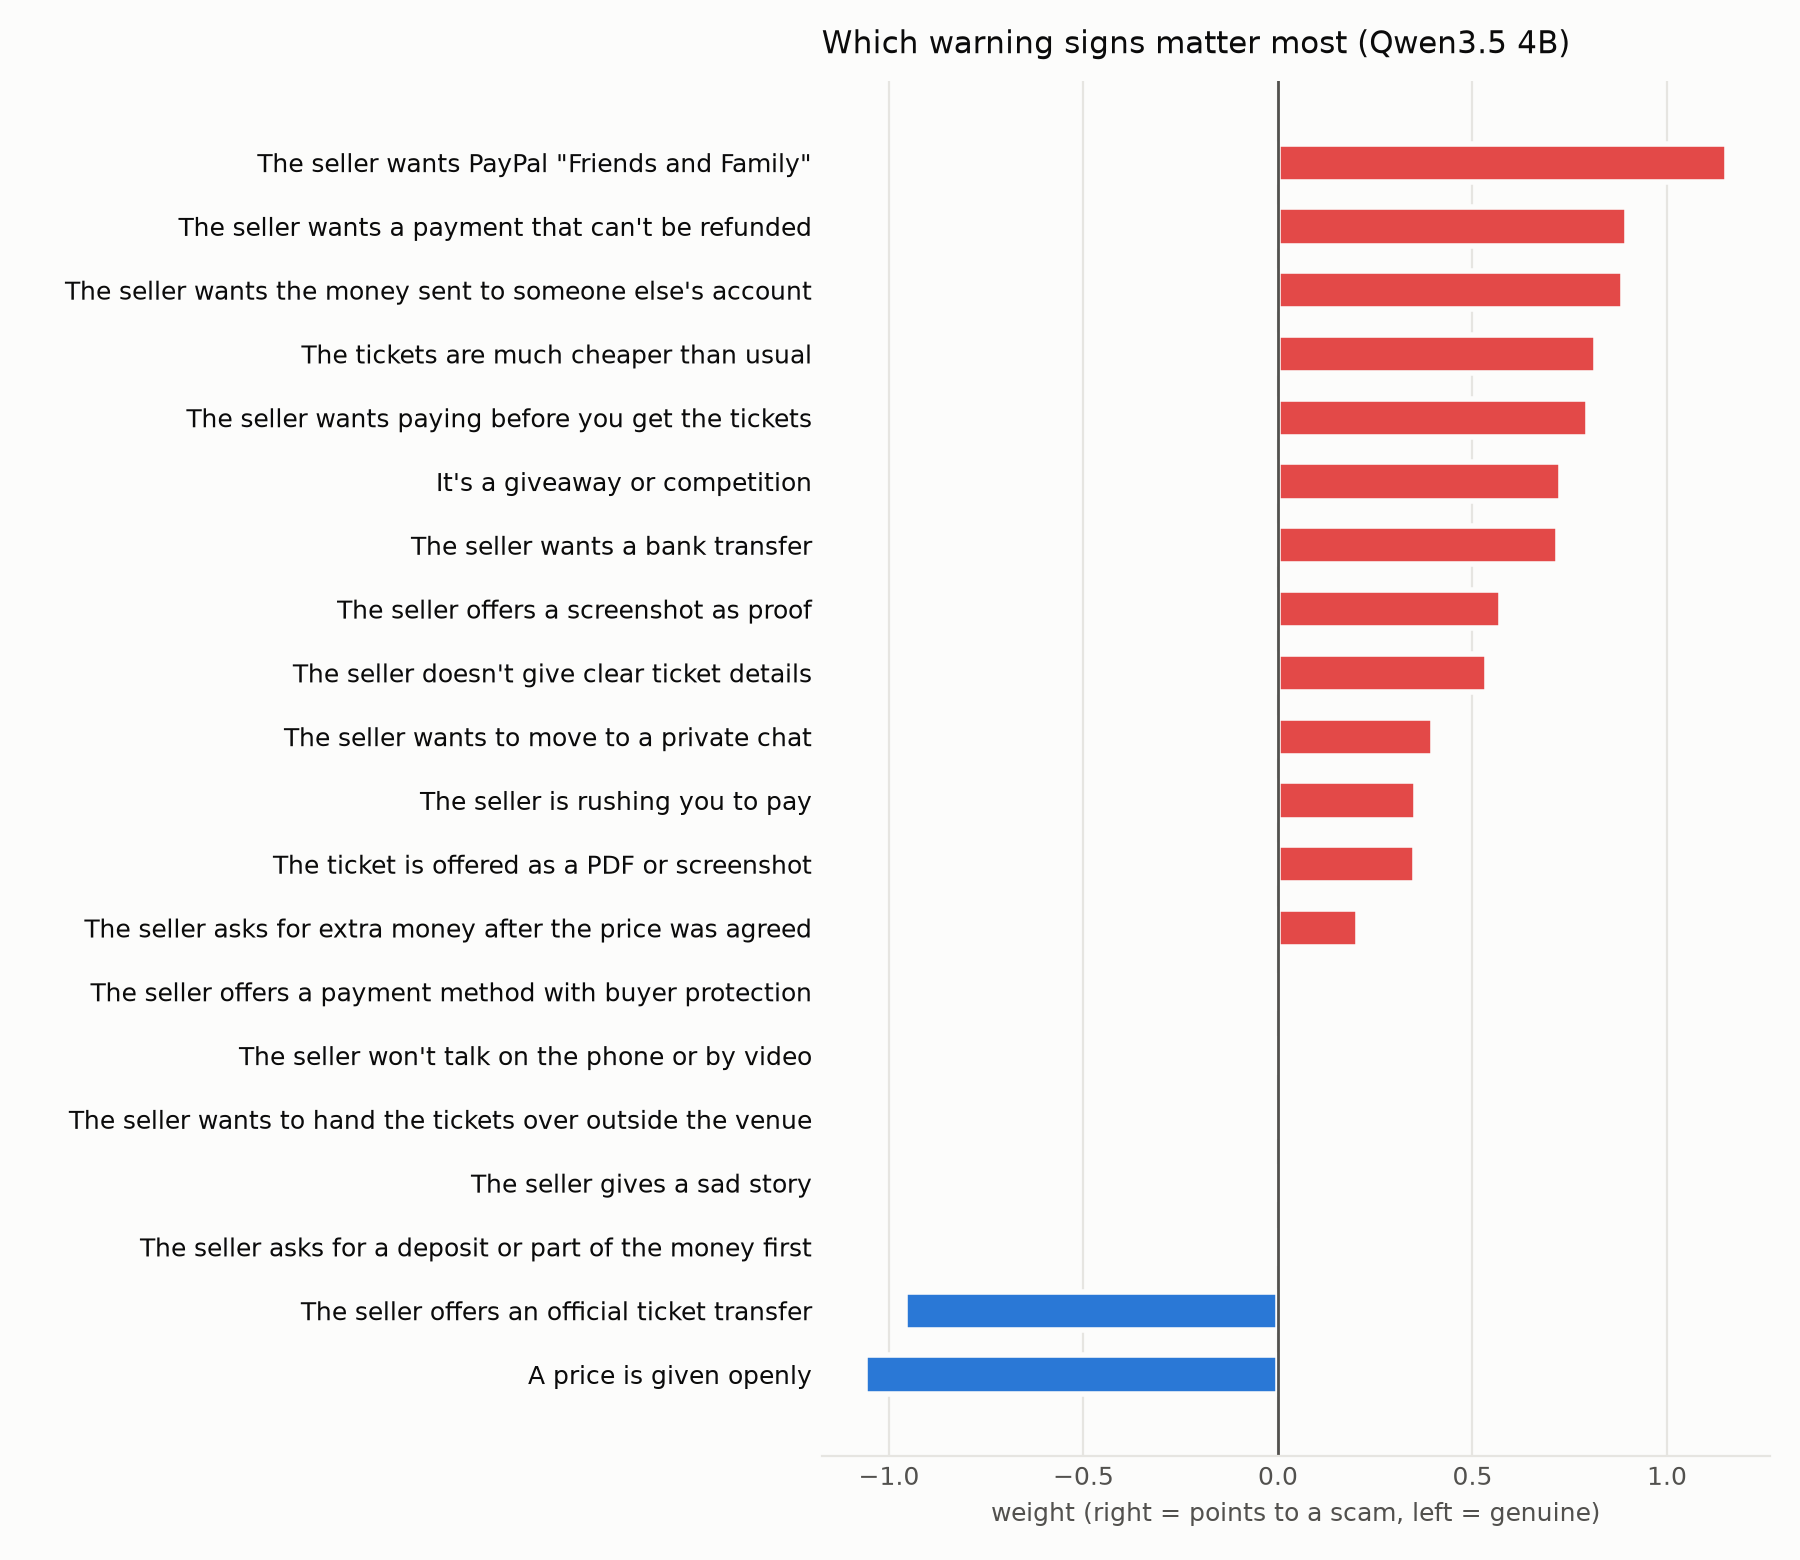 Which warning signs matter most (Qwen3.5 4B)
The seller wants PayPal "Friends and Family"
The seller wants a payment that can't be refunded
The seller wants the money sent to someone else's account
The tickets are much cheaper than usual
The seller wants paying before you get the tickets
It's a giveaway or competition
The seller wants a bank transfer
The seller offers a screenshot as proof
The seller doesn't give clear ticket details
The seller wants to move to a private chat
The seller is rushing you to pay
The ticket is offered as a PDF or screenshot
The seller asks for extra money after the price was agreed
The seller offers a payment method with buyer protection
The seller won't talk on the phone or by video
The seller wants to hand the tickets over outside the venue
The seller gives a sad story
The seller asks for a deposit or part of the money first
The seller offers an official ticket transfer
A price is given openly
−1.0 −0.5 0.0 0.5 1.0
weight (right = points to a scam, left = genuine)